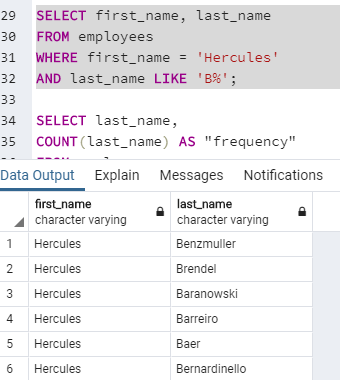 29 SELECT first_name, last_name
30 FROM employees
31 WHERE first_name = 'Hercules'
32 AND last_name LIKE 'B%';
33
34 SELECT last_name,
35 COUNT(last_name) AS "frequency"
Data Output Explain Messages Notifications
first_name last_name
character varying character varying
1 Hercules Benzmuller
2 Hercules Brendel
3 Hercules Baranowski
4 Hercules Barreiro
5 Hercules Baer
6 Hercules Bernardinello